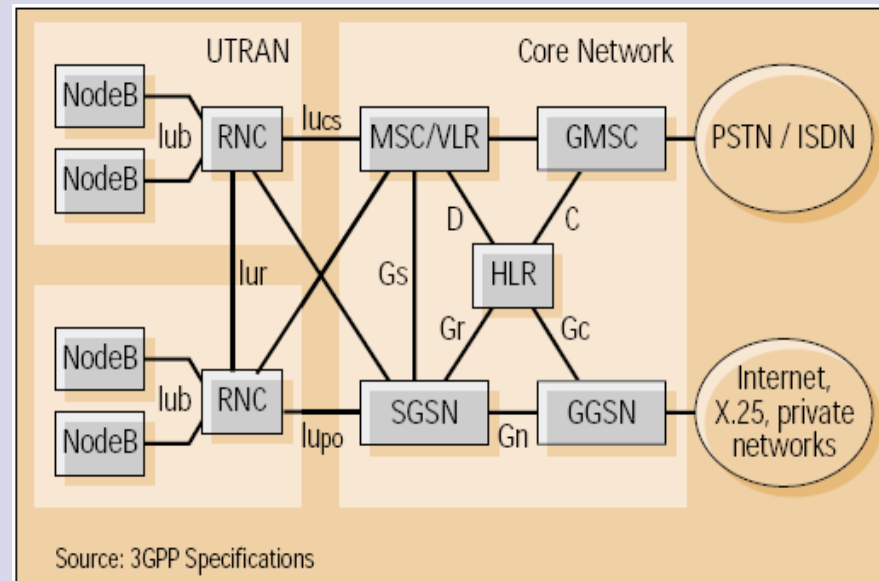 UTRAN
Core Network
NodeB
Iub
RNC
Iucs
MSC/VLR
GMSC
PSTN / ISDN
NodeB
D
C
Iur
Gs
HLR
Gr
Gc
NodeB
Iub
RNC
Iupo
SGSN
Gn
GGSN
Internet,
X.25, private
networks
NodeB
Source: 3GPP Specifications